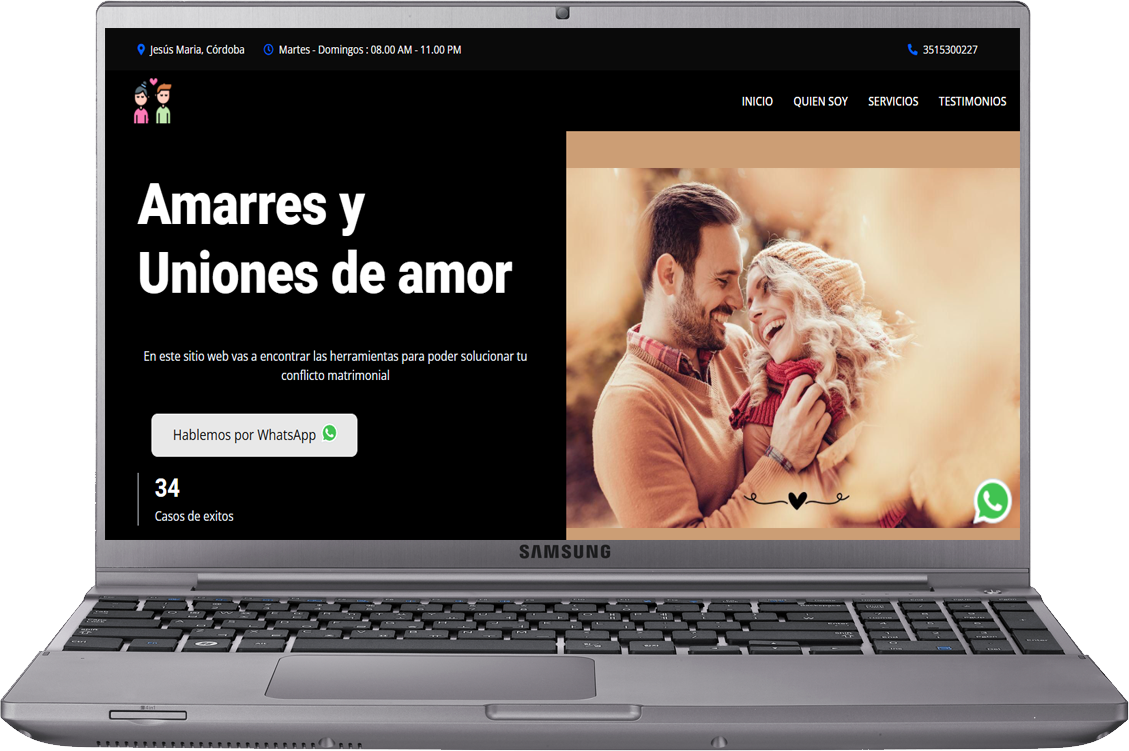 Jesús Maria, Córdoba
Martes - Domingos : 08.00 AM - 11.00 PM
3515300227
INICIO
QUIEN SOY
SERVICIOS
TESTIMONIOS
Amarres y
Uniones de amor
En este sitio web vas a encontrar las herramientas para poder solucionar tu
conflicto matrimonial
Hablemos por WhatsApp
34
Casos de exitos
SAMSUNG